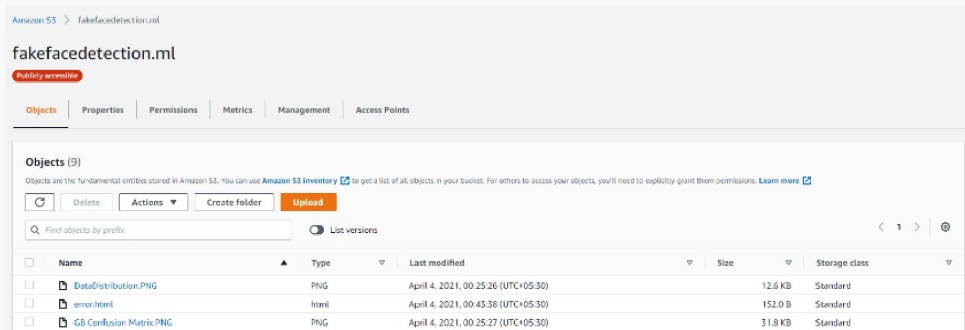 Amazon S3 > fakefacedetection.ml
fakefacedetection.ml
Publicly accessible
Objects Properties Permissions Metrics Management Access Points
Objects (9)
Objects are the fundamental entities stored in Amazon S3. You can use Amazon S3 inventory to get a list of all objects in your bucket. For others to access your objects, you'll need to explicitly grant them permissions. Learn more
Delete Actions Create folder Upload
Find objects by prefix List versions < 1 >
Name Type Last modified Size Storage class
DataDistribution.PNG PNG April 4, 2021, 00:25:26 (UTC+05:30) 12.6 KB Standard
error.html html April 4, 2021, 00:43:38 (UTC+05:30) 152.0 B Standard
GB Confusion Matrix.PNG PNG April 4, 2021, 00:25:27 (UTC+05:30) 31.8 KB Standard